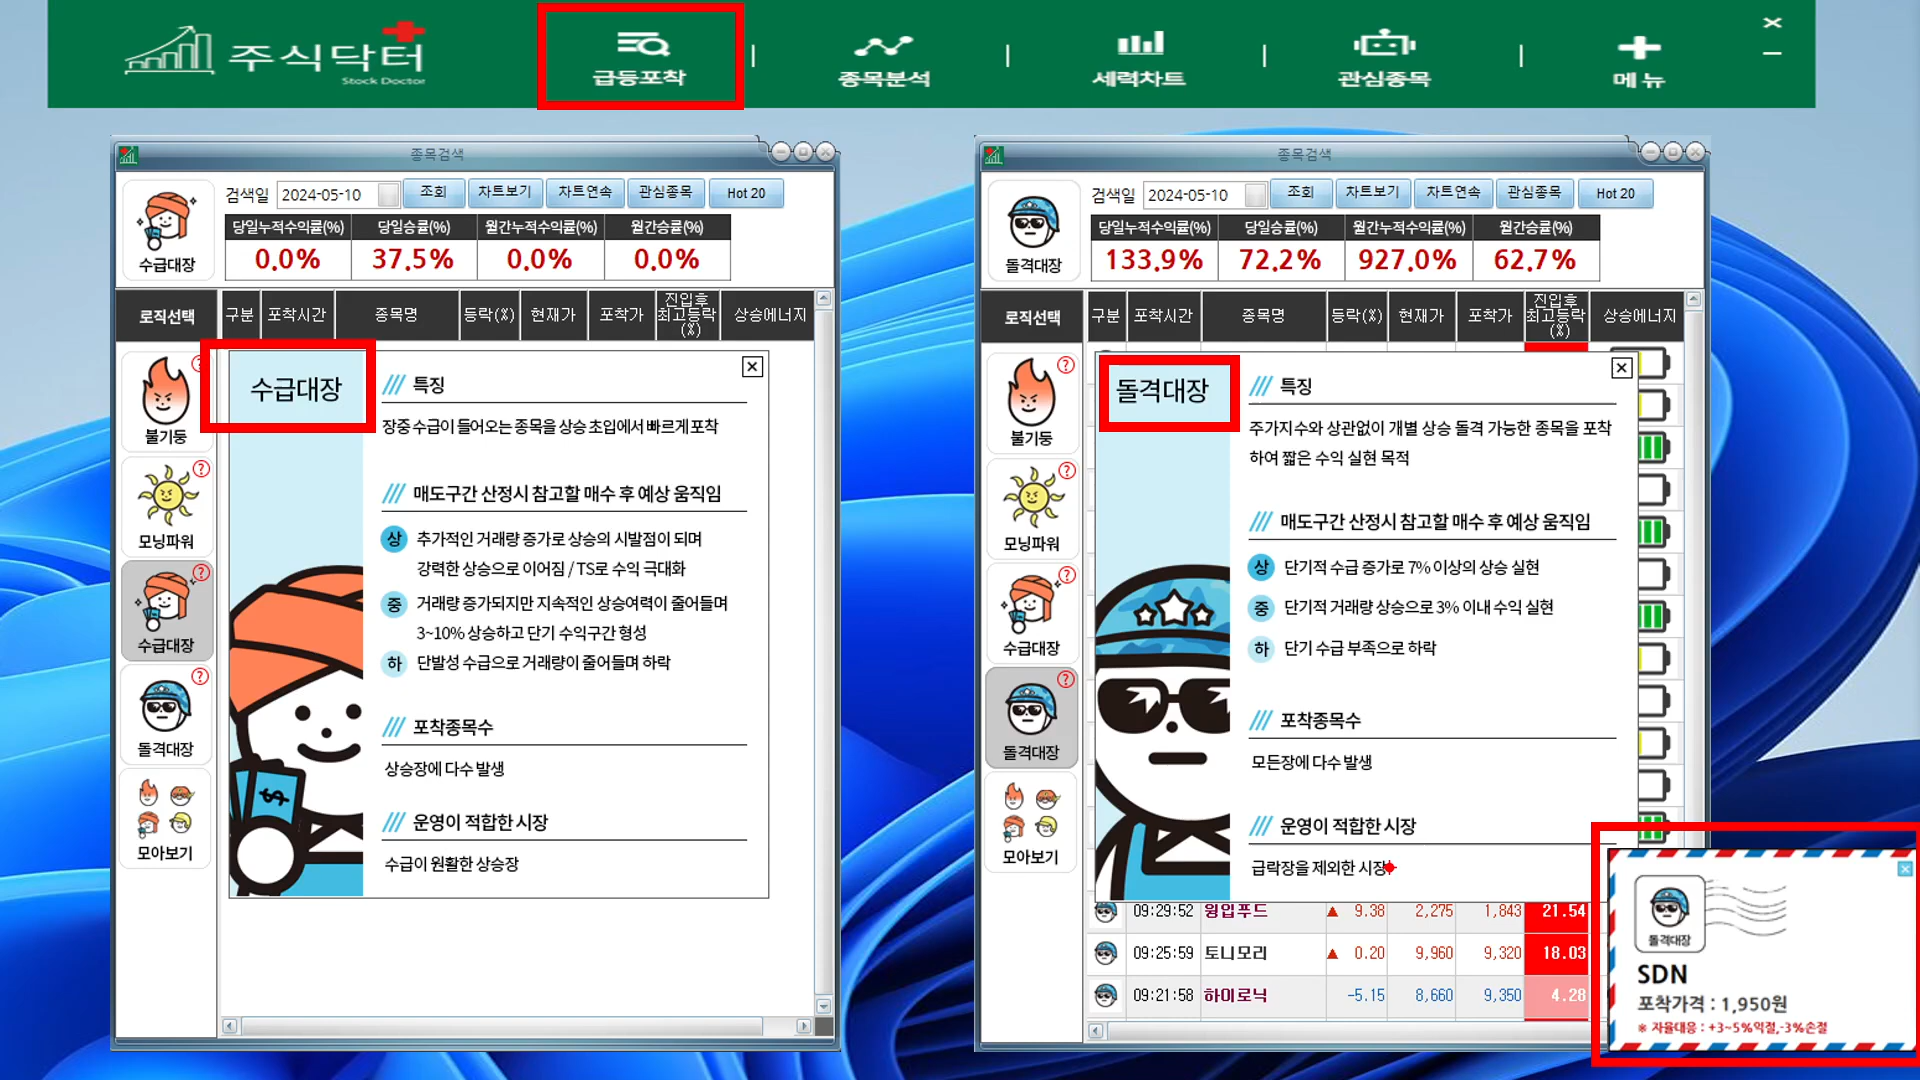 주식닥터
Stock Doctor
급등포착
종목분석
세력차트
관심종목
메뉴
종목검색
수급대장
검색일 2024-05-10 조회 차트보기 차트연속 관심종목 Hot 20
당일누적수익률(%) 당일승률(%) 월간누적수익률(%) 월간승률(%)
0.0% 37.5% 0.0% 0.0%
로직선택 구분 포착시간 종목명 등락(%) 현재가 포착가 진입후 최고등락 (%) 상승에너지
불기둥
모닝파워
수급대장
돌격대장
모아보기
수급대장
/// 특징
장중 수급이 들어오는 종목을 상승 초입에서 빠르게 포착
/// 매도구간 산정시 참고할 매수 후 예상 움직임
상 추가적인 거래량 증가로 상승의 시발점이 되며
강력한 상승으로 이어짐 / TS로 수익 극대화
중 거래량 증가되지만 지속적인 상승여력이 줄어들며
3~10% 상승하고 단기 수익구간 형성
하 단발성 수급으로 거래량이 줄어들며 하락
/// 포착종목수
상승장에 다수 발생
/// 운영이 적합한 시장
수급이 원활한 상승장
종목검색
돌격대장
검색일 2024-05-10 조회 차트보기 차트연속 관심종목 Hot 20
당일누적수익률(%) 당일승률(%) 월간누적수익률(%) 월간승률(%)
133.9% 72.2% 927.0% 62.7%
로직선택 구분 포착시간 종목명 등락(%) 현재가 포착가 진입후 최고등락 (%) 상승에너지
불기둥
모닝파워
수급대장
돌격대장
모아보기
돌격대장
/// 특징
주가지수와 상관없이 개별 상승 돌격 가능한 종목을 포착
하여 짧은 수익 실현 목적
/// 매도구간 산정시 참고할 매수 후 예상 움직임
상 단기적 수급 증가로 7% 이상의 상승 실현
중 단기적 거래량 상승으로 3% 이내 수익 실현
하 단기 수급 부족으로 하락
/// 포착종목수
모든장에 다수 발생
/// 운영이 적합한 시장
급락장을 제외한 시장
09:29:52 윙입푸드 ▲ 9.38 2,275 1,843 21.54
09:25:59 토니모리 ▲ 0.20 9,960 9,320 18.03
09:21:58 하이로닉 -5.15 8,660 9,350 4.28
돌격대장
SDN
포착가격 : 1,950원
※ 자율대응 : +3~5%익절,-3%손절